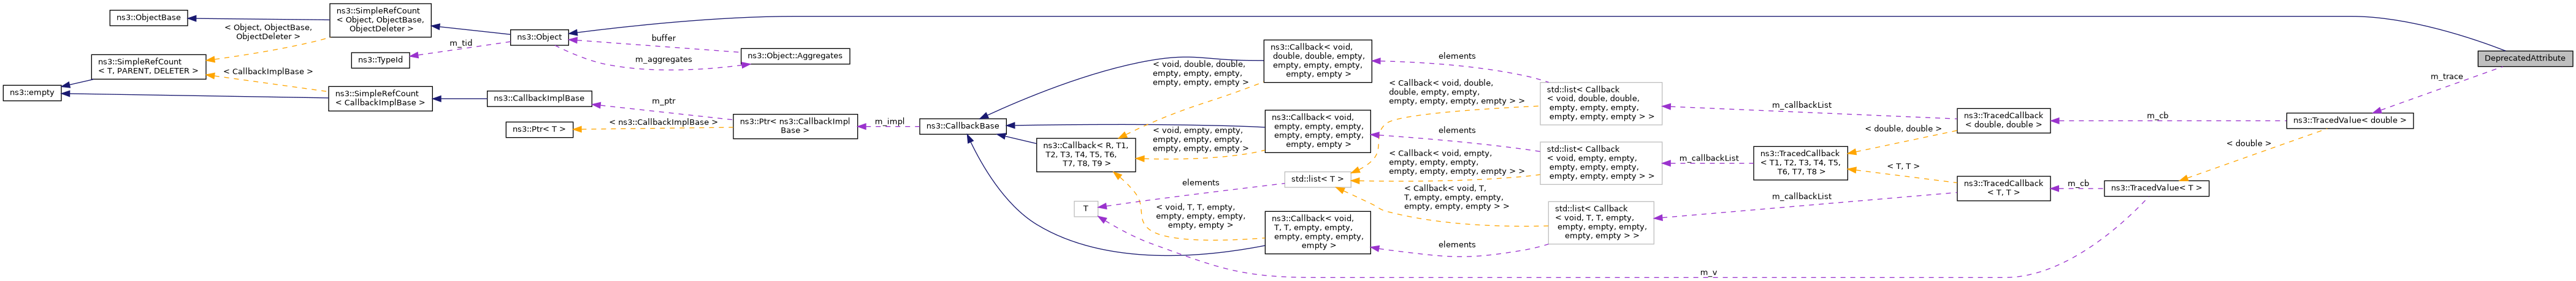 ns3::ObjectBase
ns3::SimpleRefCount
< Object, ObjectBase,
ObjectDeleter >
< Object, ObjectBase,
ObjectDeleter >
ns3::SimpleRefCount
< T, PARENT, DELETER >
< CallbackImplBase >
ns3::empty
ns3::SimpleRefCount
< CallbackImplBase >
ns3::TypeId
m_tid
ns3::Object
buffer
m_aggregates
ns3::Object::Aggregates
ns3::CallbackImplBase
m_ptr
ns3::Ptr< T >
< ns3::CallbackImplBase >
ns3::Ptr< ns3::CallbackImpl
Base >
m_impl
ns3::CallbackBase
ns3::Callback< R, T1,
T2, T3, T4, T5, T6,
T7, T8, T9 >
< void, double, double,
empty, empty, empty,
empty, empty, empty >
< void, empty, empty,
empty, empty, empty,
empty, empty, empty >
< void, T, T, empty,
empty, empty, empty,
empty, empty >
T
elements
ns3::Callback< void,
double, double, empty,
empty, empty, empty,
empty, empty >
ns3::Callback< void,
empty, empty, empty,
empty, empty, empty,
empty, empty >
std::list< T >
ns3::Callback< void,
T, T, empty, empty,
empty, empty, empty,
empty >
elements
< Callback< void, double,
double, empty, empty,
empty, empty, empty, empty > >
elements
< Callback< void, empty,
empty, empty, empty,
empty, empty, empty, empty > >
< Callback< void, T,
T, empty, empty, empty,
empty, empty, empty > >
elements
std::list< Callback
< void, double, double,
empty, empty, empty,
empty, empty, empty > >
std::list< Callback
< void, empty, empty,
empty, empty, empty,
empty, empty, empty > >
std::list< Callback
< void, T, T, empty,
empty, empty, empty,
empty, empty > >
m_callbackList
m_callbackList
m_callbackList
m_v
ns3::TracedCallback
< T1, T2, T3, T4, T5,
T6, T7, T8 >
< double, double >
< T, T >
ns3::TracedCallback
< double, double >
ns3::TracedCallback
< T, T >
m_cb
m_cb
ns3::TracedValue< T >
< double >
ns3::TracedValue< double >
m_trace
DeprecatedAttribute